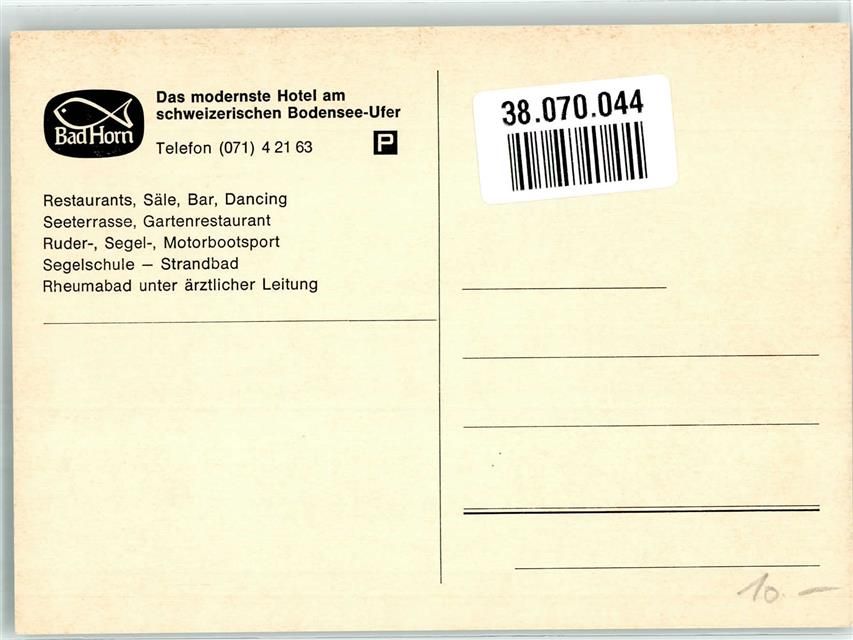 Bad Horn
Das modernste Hotel am
schweizerischen Bodensee-Ufer
Telefon (071) 4 21 63
P
Restaurants, Säle, Bar, Dancing
Seeterrasse, Gartenrestaurant
Ruder-, Segel-, Motorbootsport
Segelschule – Strandbad
Rheumabad unter ärztlicher Leitung
38.070.044
10.–